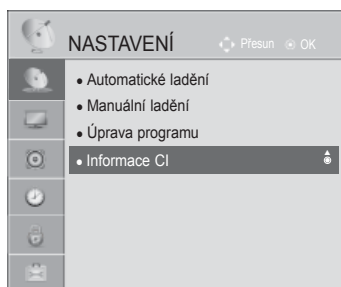 NASTAVENÍ Přesun OK
• Automatické ladění
• Manuální ladění
• Úprava programu
• Informace CI